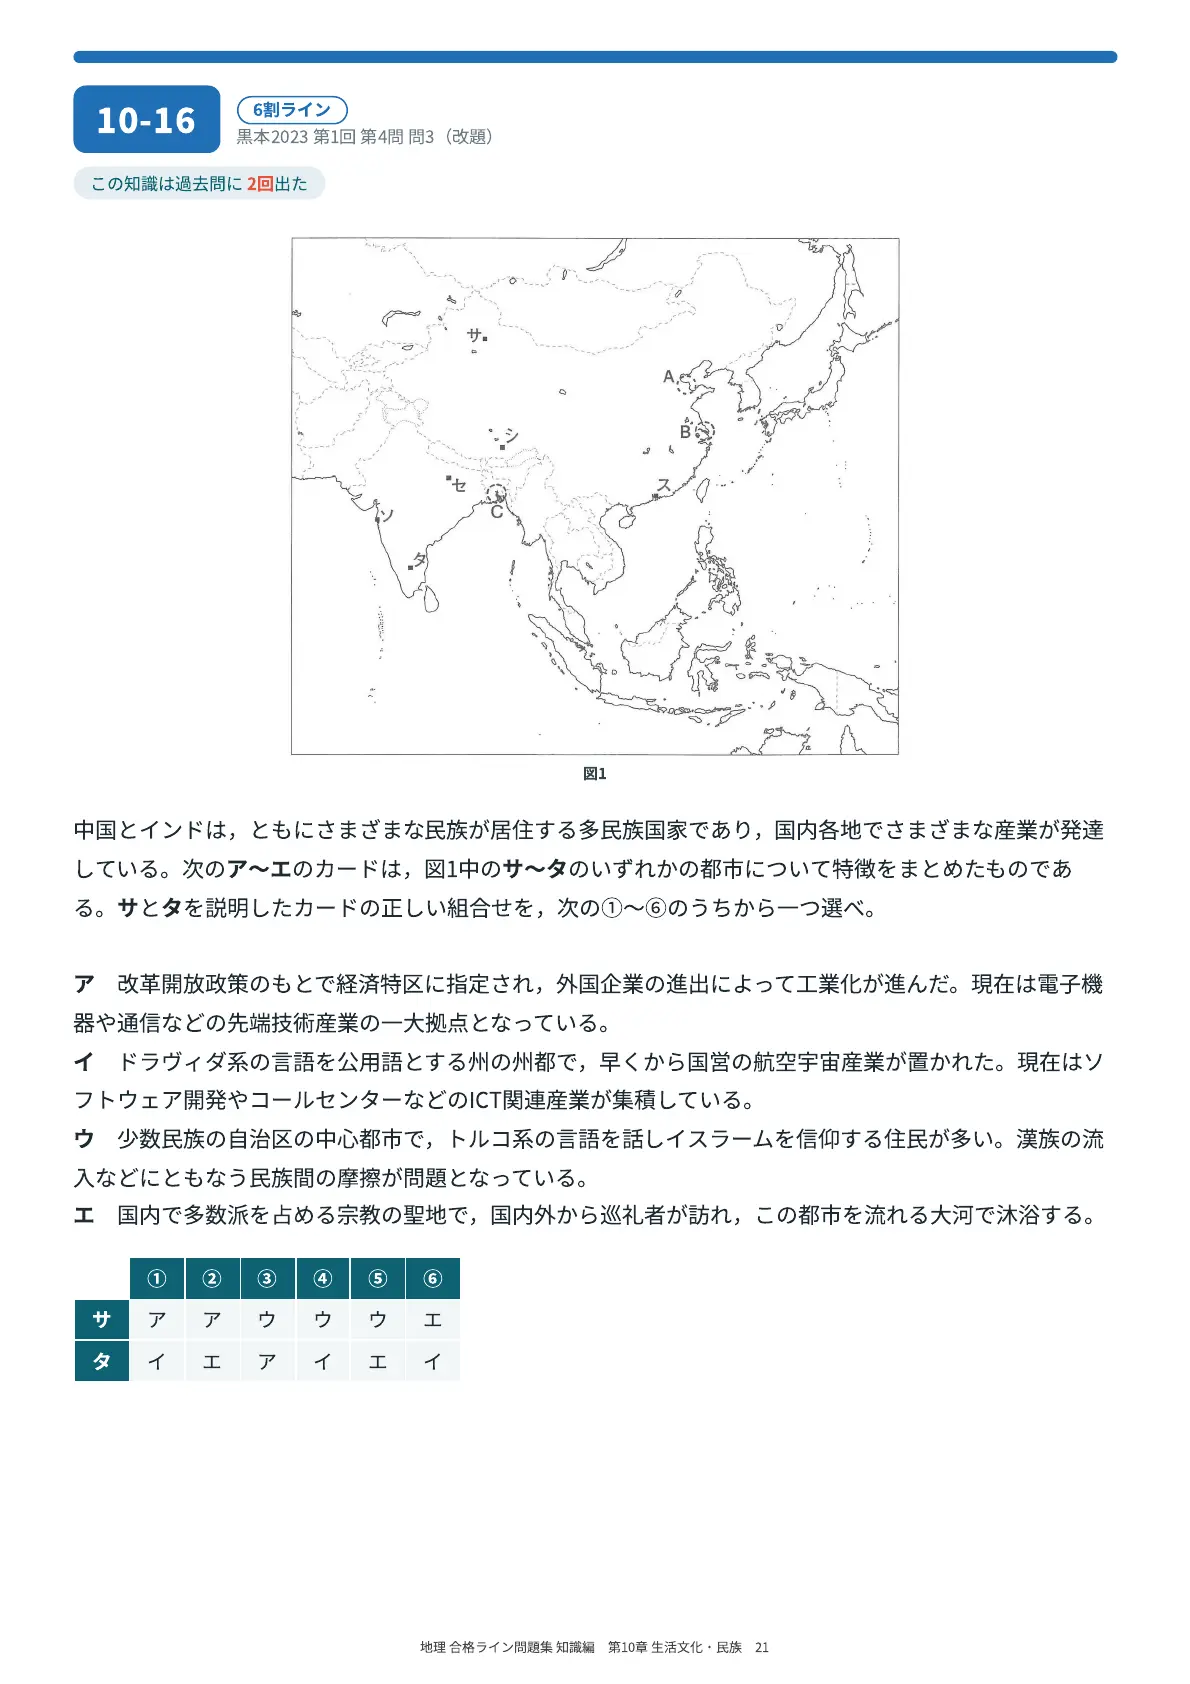 10-16
6割ライン
黒本2023 第1回 第4問 問3（改題）
この知識は過去問に 2回出た
サ
A
B
シ
セ
ス
C
ソ
タ
図1
中国とインドは，ともにさまざまな民族が居住する多民族国家であり，国内各地でさまざまな産業が発達
している。次のア～エのカードは，図1中のサ～タのいずれかの都市について特徴をまとめたものであ
る。サとタを説明したカードの正しい組合せを，次の①～⑥のうちから一つ選べ。
ア　改革開放政策のもとで経済特区に指定され，外国企業の進出によって工業化が進んだ。現在は電子機
器や通信などの先端技術産業の一大拠点となっている。
イ　ドラヴィダ系の言語を公用語とする州の州都で，早くから国営の航空宇宙産業が置かれた。現在はソ
フトウェア開発やコールセンターなどのICT関連産業が集積している。
ウ　少数民族の自治区の中心都市で，トルコ系の言語を話しイスラームを信仰する住民が多い。漢族の流
入などにともなう民族間の摩擦が問題となっている。
エ　国内で多数派を占める宗教の聖地で，国内外から巡礼者が訪れ，この都市を流れる大河で沐浴する。
① ② ③ ④ ⑤ ⑥
サ ア ア ウ ウ ウ エ
タ イ エ ア イ エ イ
地理 合格ライン問題集 知識編　第10章 生活文化・民族　21